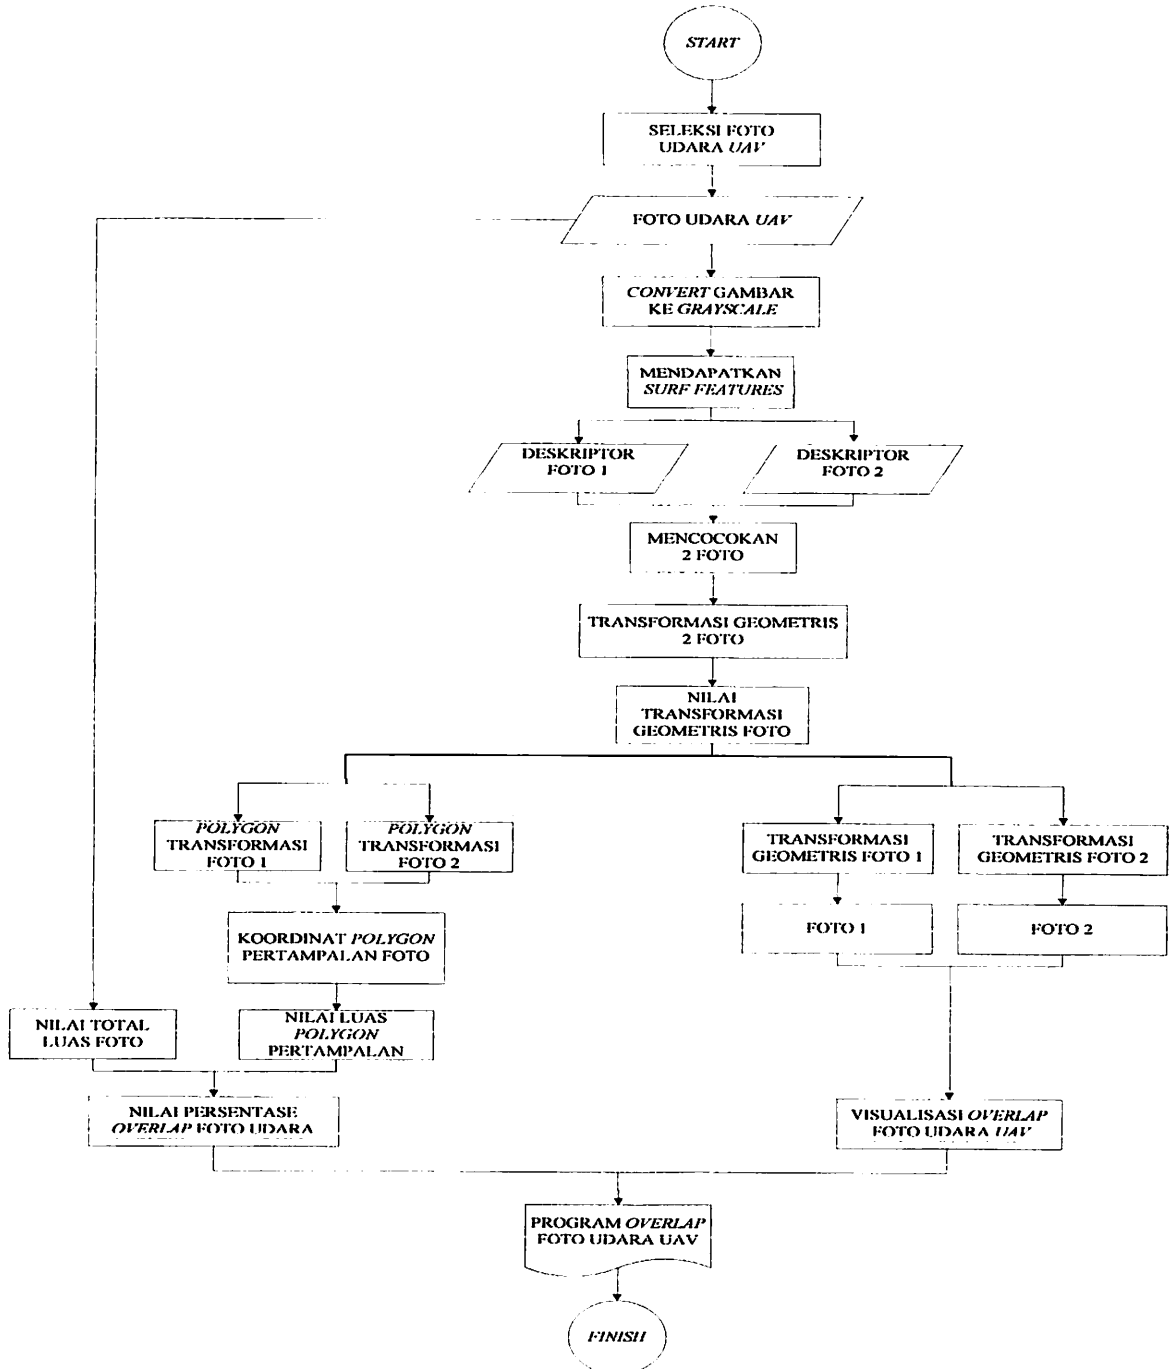 START
SELEKSI FOTO
UDARA UAV
FOTO UDARA UAV
CONVERT GAMBAR
KE GRAYSCALE
MENDAPATKAN
SURF FEATURES
DESKRIPTOR
FOTO 1
DESKRIPTOR
FOTO 2
MENCOCOKAN
2 FOTO
TRANSFORMASI GEOMETRIS
2 FOTO
NILAI
TRANSFORMASI
GEOMETRIS FOTO
POLYGON
TRANSFORMASI
FOTO 1
POLYGON
TRANSFORMASI
FOTO 2
TRANSFORMASI
GEOMETRIS FOTO 1
TRANSFORMASI
GEOMETRIS FOTO 2
KOORDINAT POLYGON
PERTAMPALAN FOTO
FOTO 1
FOTO 2
NILAI TOTAL
LUAS FOTO
NILAI LUAS
POLYGON
PERTAMPALAN
NILAI PERSENTASE
OVERLAP FOTO UDARA
VISUALISASI OVERLAP
FOTO UDARA UAV
PROGRAM OVERLAP
FOTO UDARA UAV
FINISH